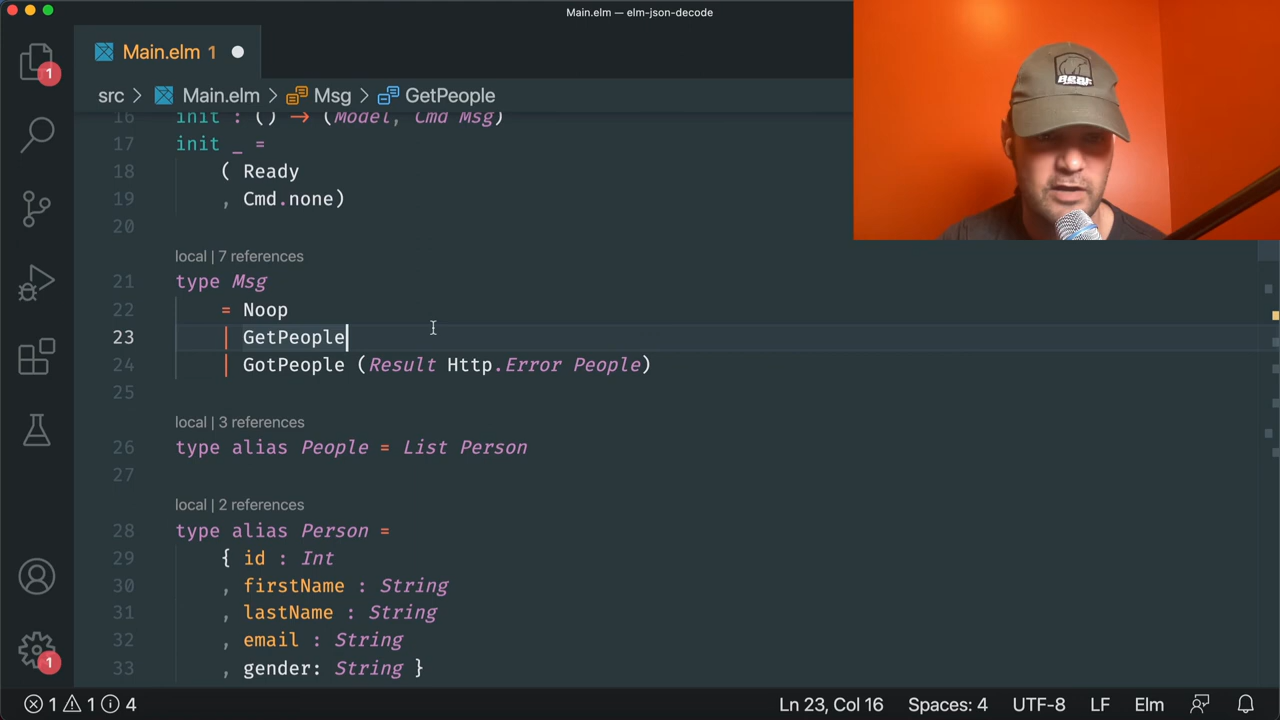 Main.elm — elm-json-decode
1
Main.elm 1
src > Main.elm > Msg > GetPeople
16 init : () → (Model, Cmd Msg)
17 init _ =
18 ( Ready
19 , Cmd.none)
20
local | 7 references
21 type Msg
22 = Noop
23 | GetPeople
24 | GotPeople (Result Http.Error People)
25
local | 3 references
26 type alias People = List Person
27
local | 2 references
28 type alias Person =
29 { id : Int
30 , firstName : String
31 , lastName : String
32 , email : String
33 , gender: String }
1
1 1 4 Ln 23, Col 16 Spaces: 4 UTF-8 LF Elm